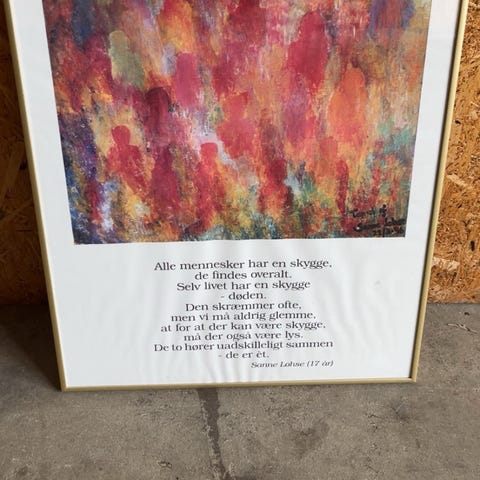 Alle mennesker har en skygge,
de findes overalt.
Selv livet har en skygge
- døden.
Den skræmmer ofte,
men vi må aldrig glemme,
at for at der kan være skygge,
må der også være lys.
De to hører uadskilleligt sammen
- de er èt.
Sanne Lohse (17 år)